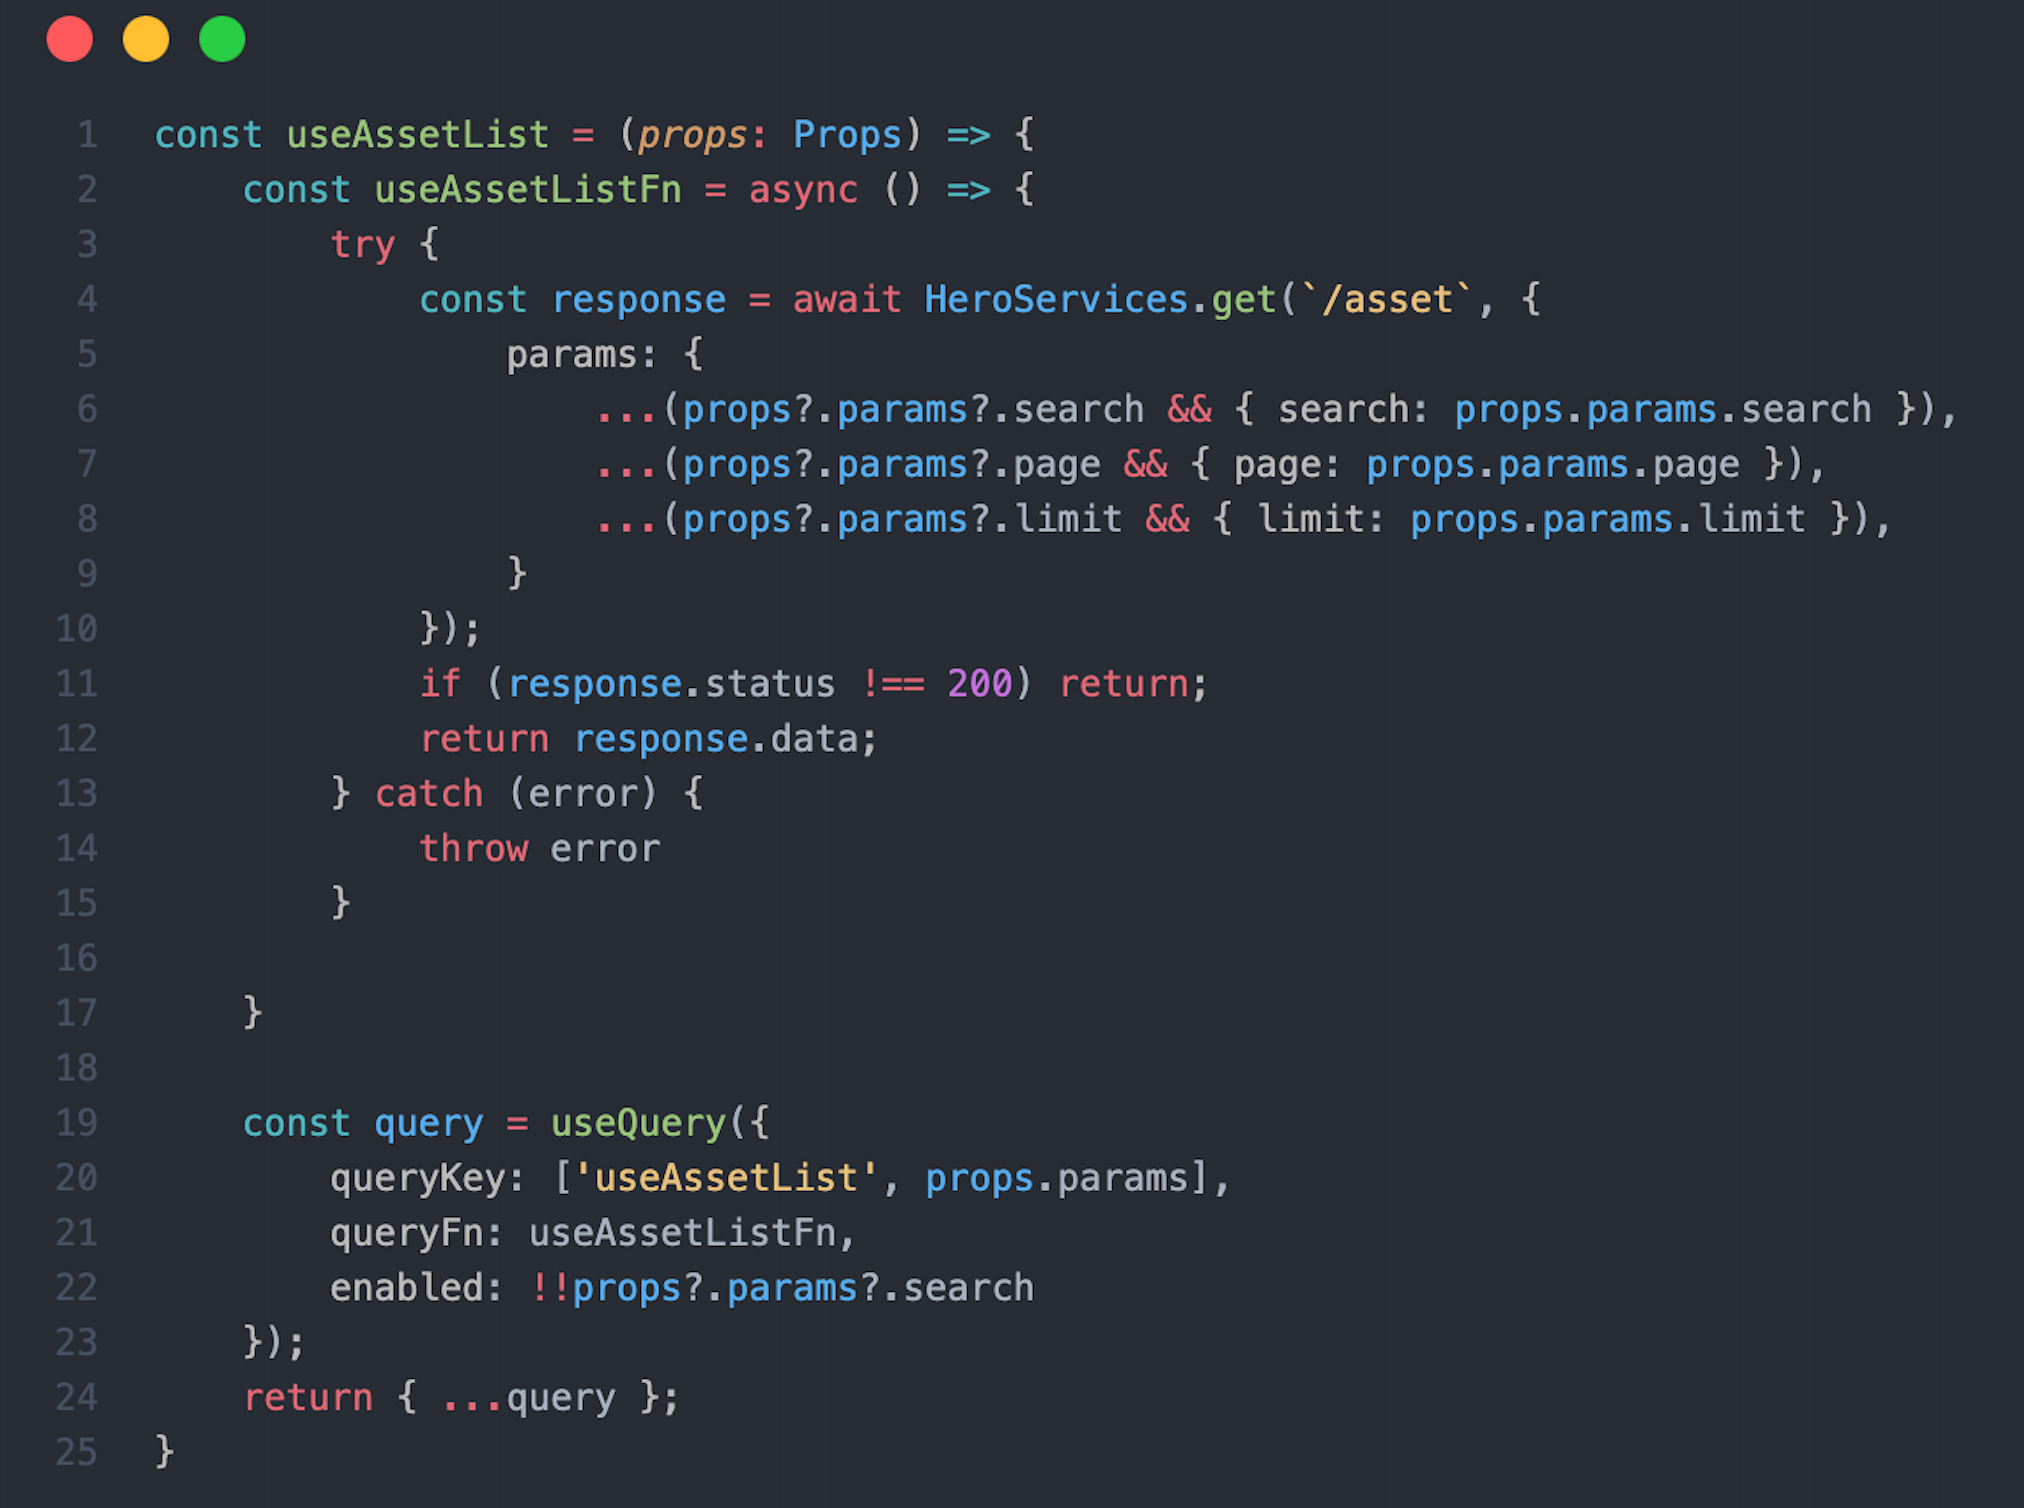 1 const useAssetList = (props: Props) => {
2     const useAssetListFn = async () => {
3         try {
4             const response = await HeroServices.get(`/asset`, {
5                 params: {
6                     ...(props?.params?.search && { search: props.params.search }),
7                     ...(props?.params?.page && { page: props.params.page }),
8                     ...(props?.params?.limit && { limit: props.params.limit }),
9                 }
10             });
11             if (response.status !== 200) return;
12             return response.data;
13         } catch (error) {
14             throw error
15         }
16
17     }
18
19     const query = useQuery({
20         queryKey: ['useAssetList', props.params],
21         queryFn: useAssetListFn,
22         enabled: !!props?.params?.search
23     });
24     return { ...query };
25 }